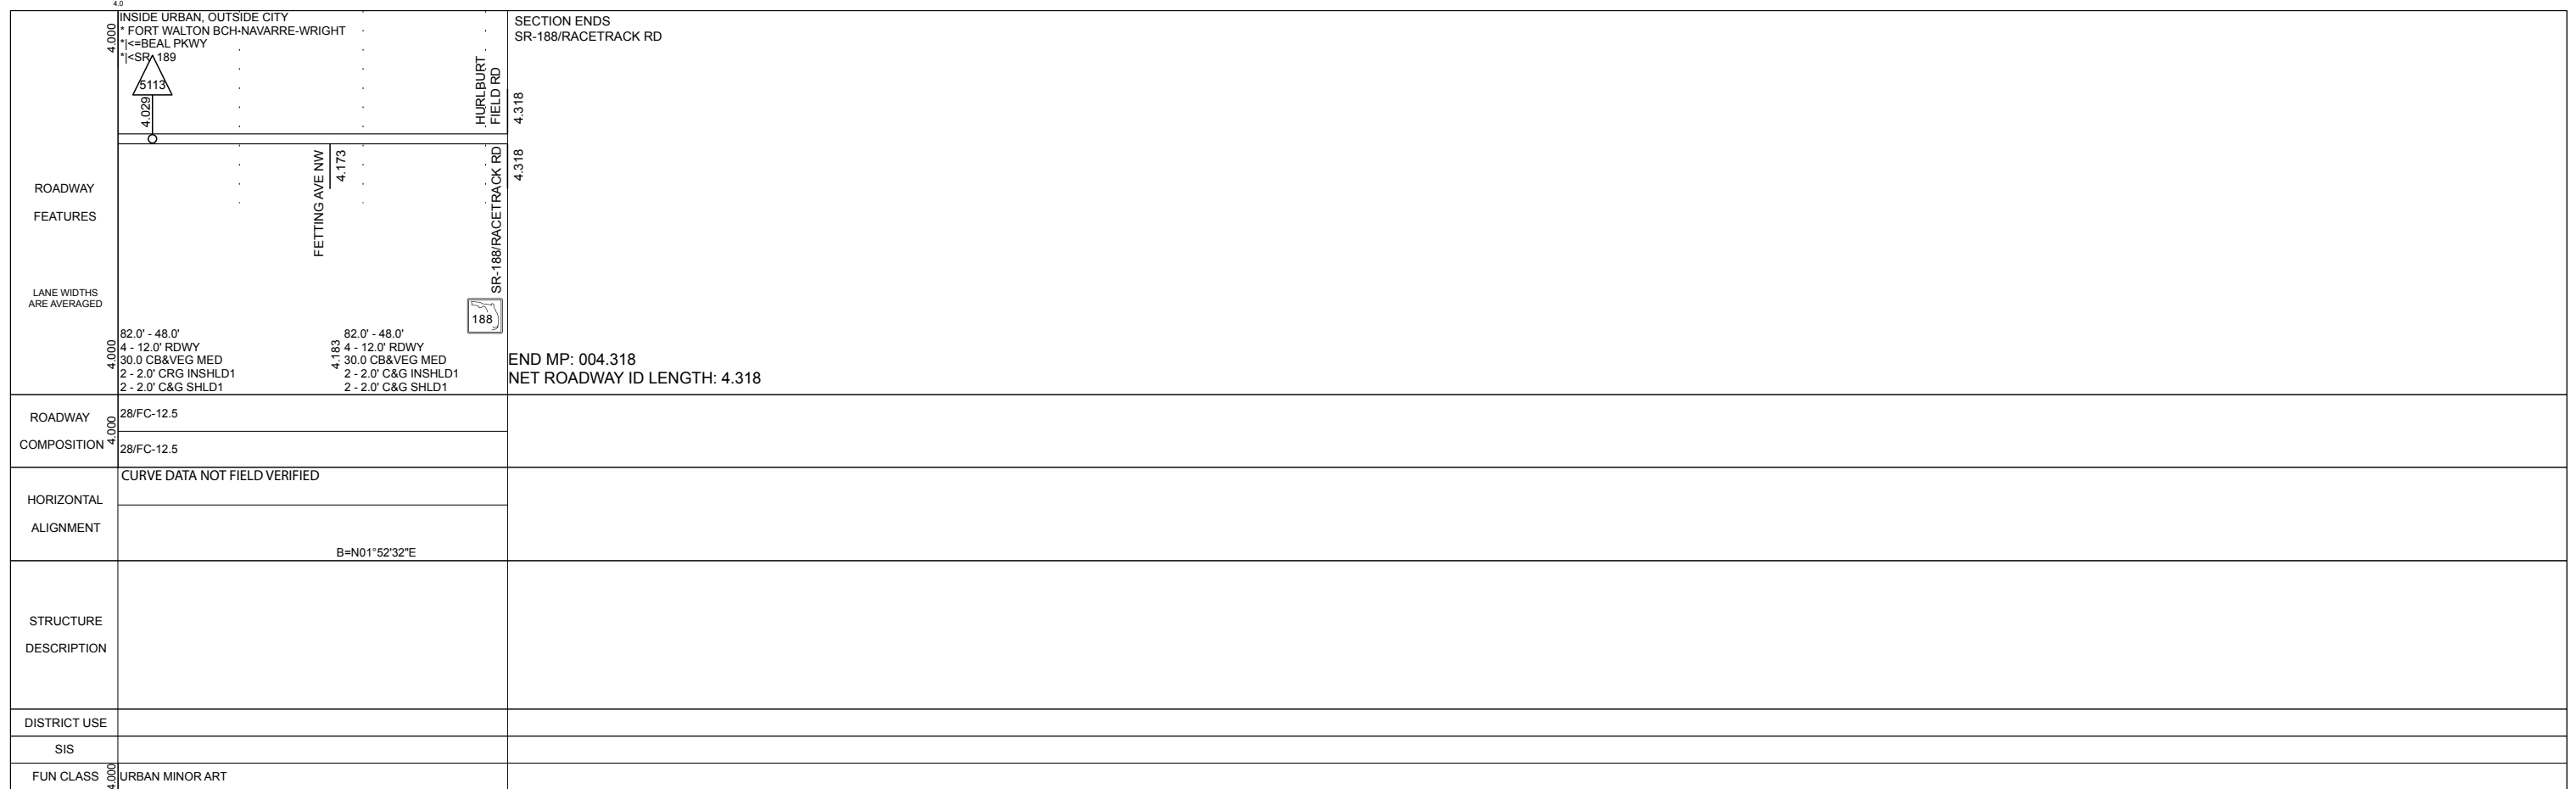 4.0
4.000
INSIDE URBAN, OUTSIDE CITY
* FORT WALTON BCH-NAVARRE-WRIGHT
*|<=BEAL PKWY
*|<SR- 189
5113
4.029
HURLBURT
FIELD RD
4.318
SECTION ENDS
SR-188/RACETRACK RD
ROADWAY
FEATURES
FETTING AVE NW
4.173
SR-188/RACETRACK RD
4.318
188
LANE WIDTHS
ARE AVERAGED
4.000
82.0' - 48.0'
4 - 12.0' RDWY
30.0 CB&VEG MED
2 - 2.0' CRG INSHLD1
2 - 2.0' C&G SHLD1
4.183
82.0' - 48.0'
4 - 12.0' RDWY
30.0 CB&VEG MED
2 - 2.0' C&G INSHLD1
2 - 2.0' C&G SHLD1
END MP: 004.318
NET ROADWAY ID LENGTH: 4.318
ROADWAY
COMPOSITION
4.000
28/FC-12.5
28/FC-12.5
HORIZONTAL
ALIGNMENT
CURVE DATA NOT FIELD VERIFIED
B=N01°52'32"E
STRUCTURE
DESCRIPTION
DISTRICT USE
SIS
FUN CLASS
4.000
URBAN MINOR ART